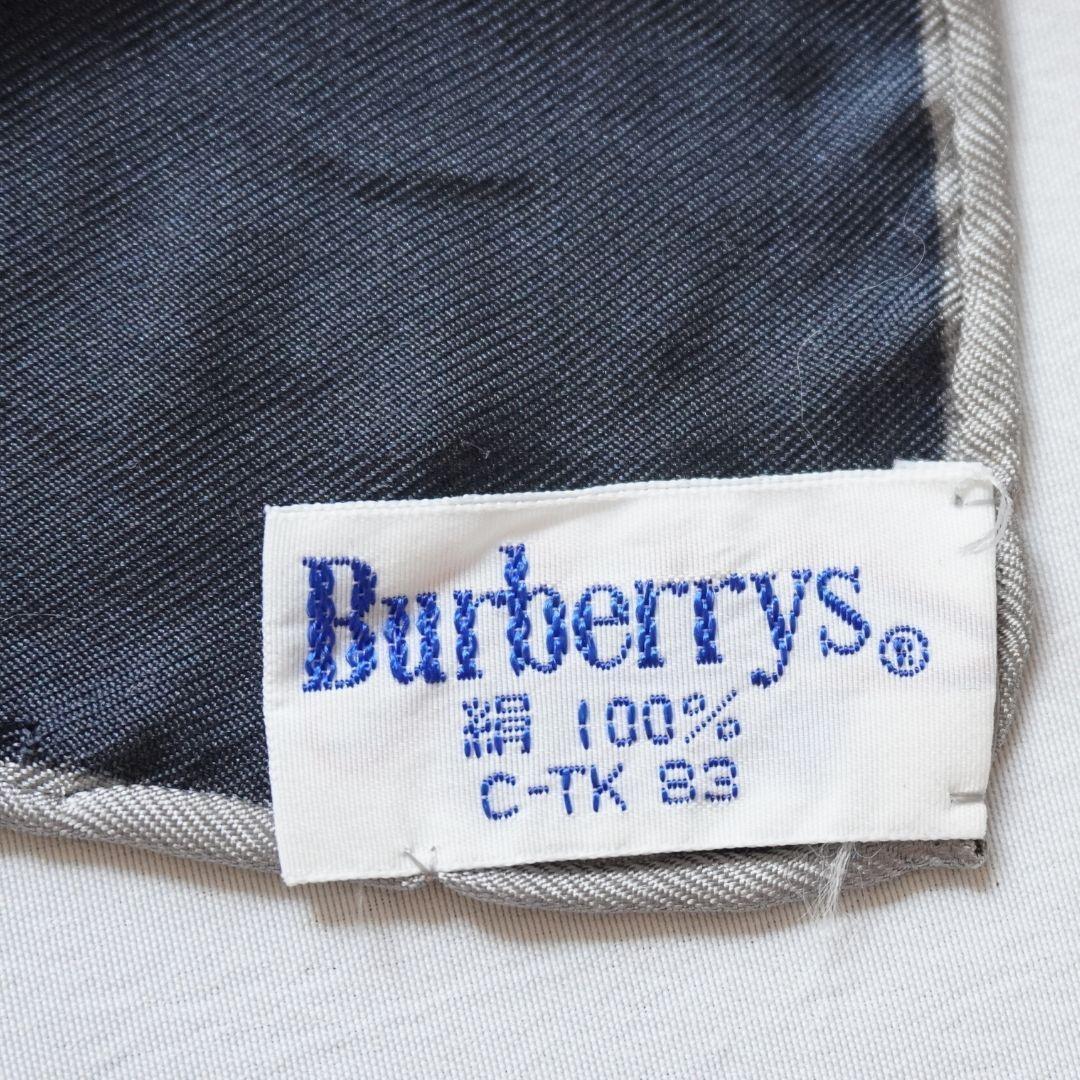 Burberrys®
絹 100%
C-TK 83